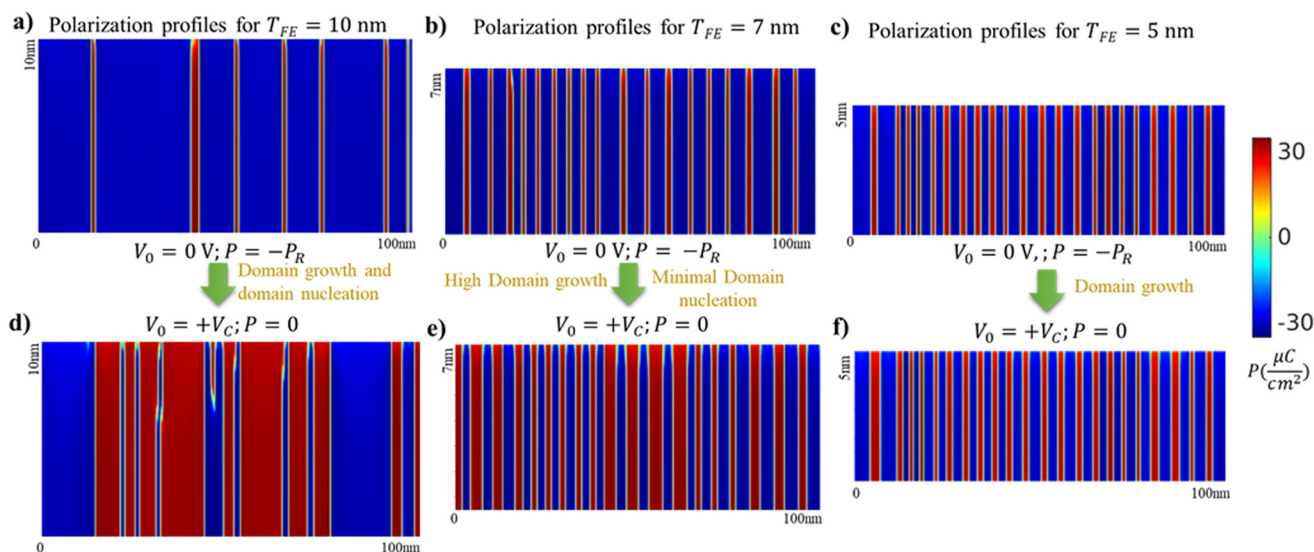 a) Polarization profiles for T_FE = 10 nm
10nm
0 100nm
V_0 = 0 V; P = −P_R
Domain growth and
domain nucleation
b) Polarization profiles for T_FE = 7 nm
7nm
0 100nm
V_0 = 0 V; P = −P_R
High Domain growth
Minimal Domain
nucleation
c) Polarization profiles for T_FE = 5 nm
5nm
0 100nm
V_0 = 0 V,; P = −P_R
Domain growth
30
0
-30
P(μC/cm²)
d) V_0 = +V_C; P = 0
10nm
0 100nm
e) V_0 = +V_C; P = 0
7nm
0 100nm
f) V_0 = +V_C; P = 0
5nm
0 100nm